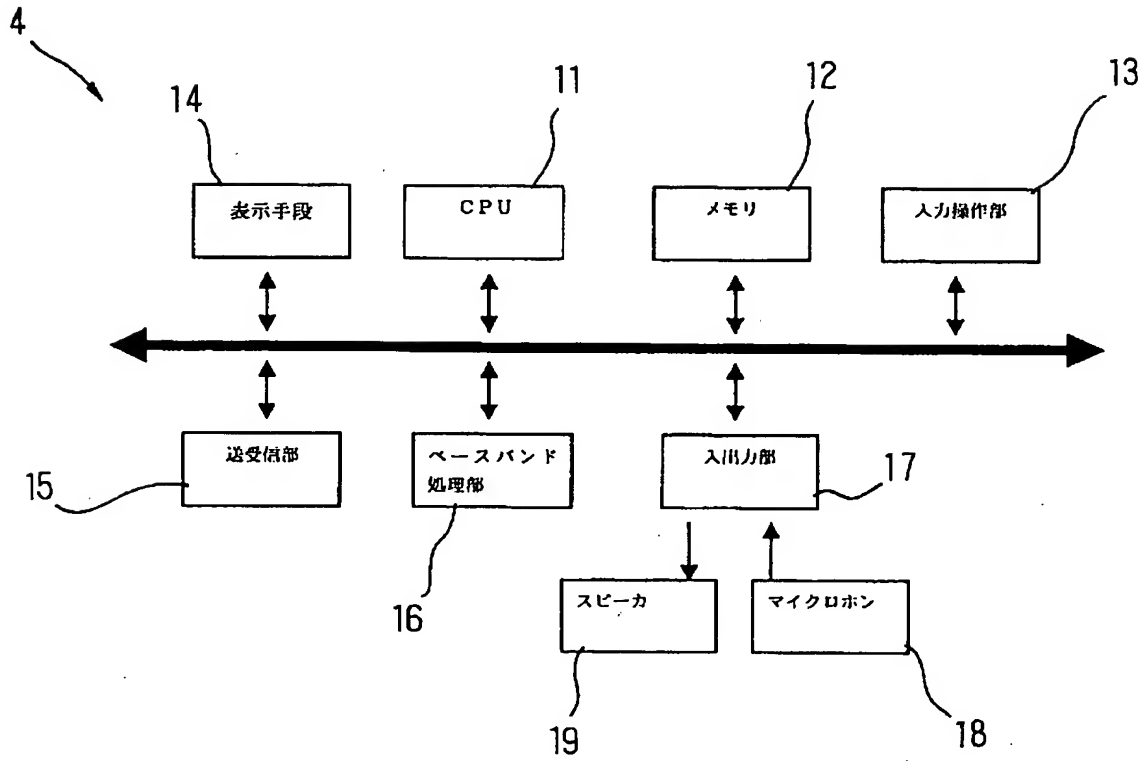 4
14
11
12
13
表示手段
CPU
メモリ
入力操作部
送受信部
ベースバンド
処理部
入出力部
15
16
17
スピーカ
マイクロホン
19
18